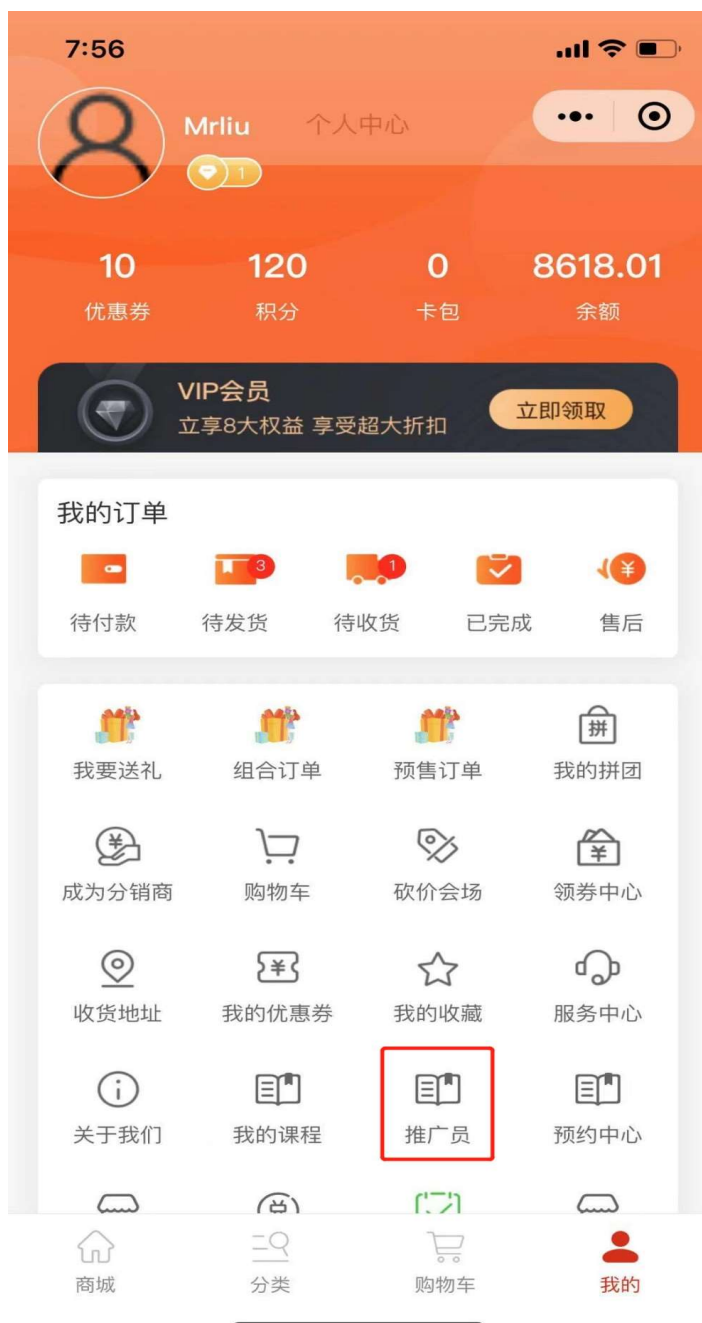 7:56
Mrliu 个人中心
1
10 120 0 8618.01
优惠券 积分 卡包 余额
VIP会员
立享8大权益 享受超大折扣 立即领取
我的订单
3 1 ¥
待付款 待发货 待收货 已完成 售后
拼
我要送礼 组合订单 预售订单 我的拼团
¥ ¥
成为分销商 购物车 砍价会场 领券中心
¥
收货地址 我的优惠券 我的收藏 服务中心
关于我们 我的课程 推广员 预约中心
商城 分类 购物车 我的